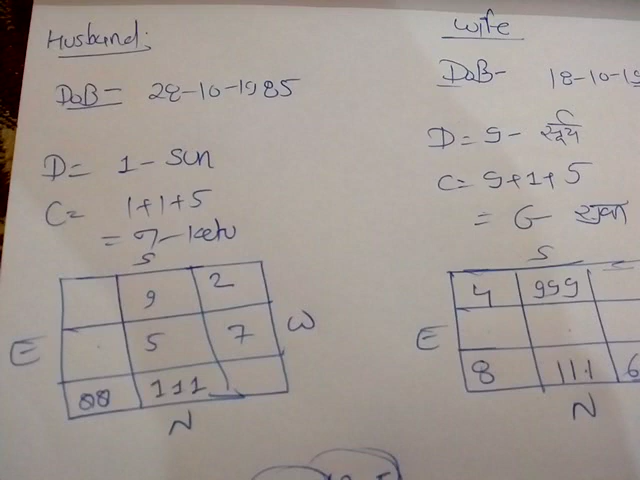 Husband:
DoB= 28-10-1985
D= 1 - Sun
C= 1+1+5
= 7 - Ketu
S
9 2
E 5 7 W
88 111
N
Wife
DoB- 18-10-19
D= 9 -
C= 9+1+5
= 6 - शुक्र
S
4 999
E
8 111 6
N